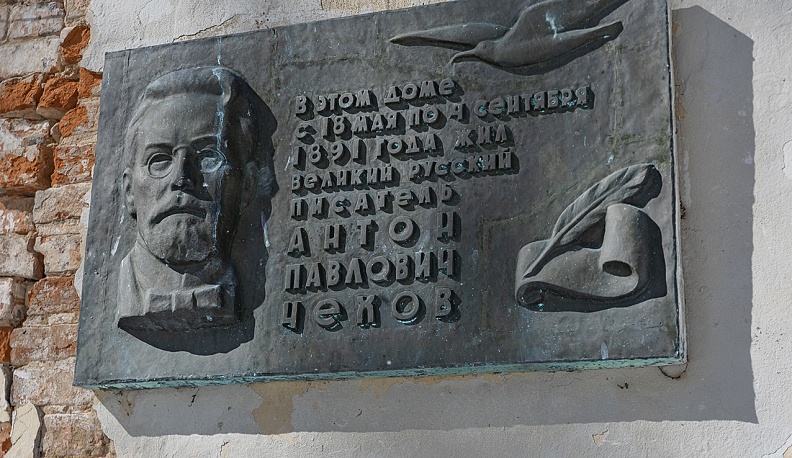 В ЭТОМ ДОМЕ
С 18 МАЯ ПО 4 СЕНТЯБРЯ
1891 ГОДА ЖИЛ
ВЕЛИКИЙ РУССКИЙ
ПИСАТЕЛЬ
АНТОН
ПАВЛОВИЧ
ЧЕХОВ